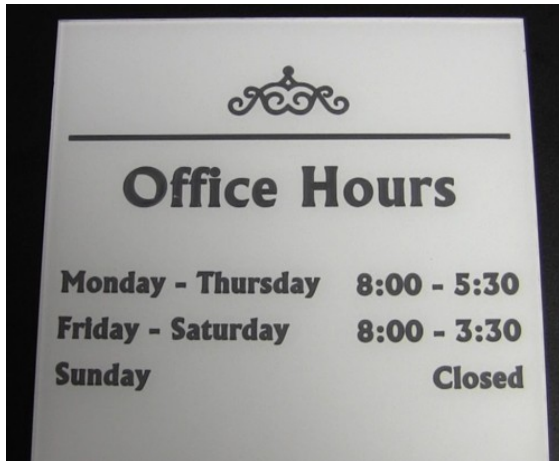 Office Hours
Monday - Thursday 8:00 - 5:30
Friday - Saturday 8:00 - 3:30
Sunday Closed